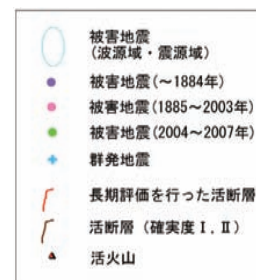 被害地震
(波源域・震源域)
被害地震(～1884年)
被害地震(1885～2003年)
被害地震(2004～2007年)
群発地震
長期評価を行った活断層
活断層（確実度Ⅰ, Ⅱ）
活火山